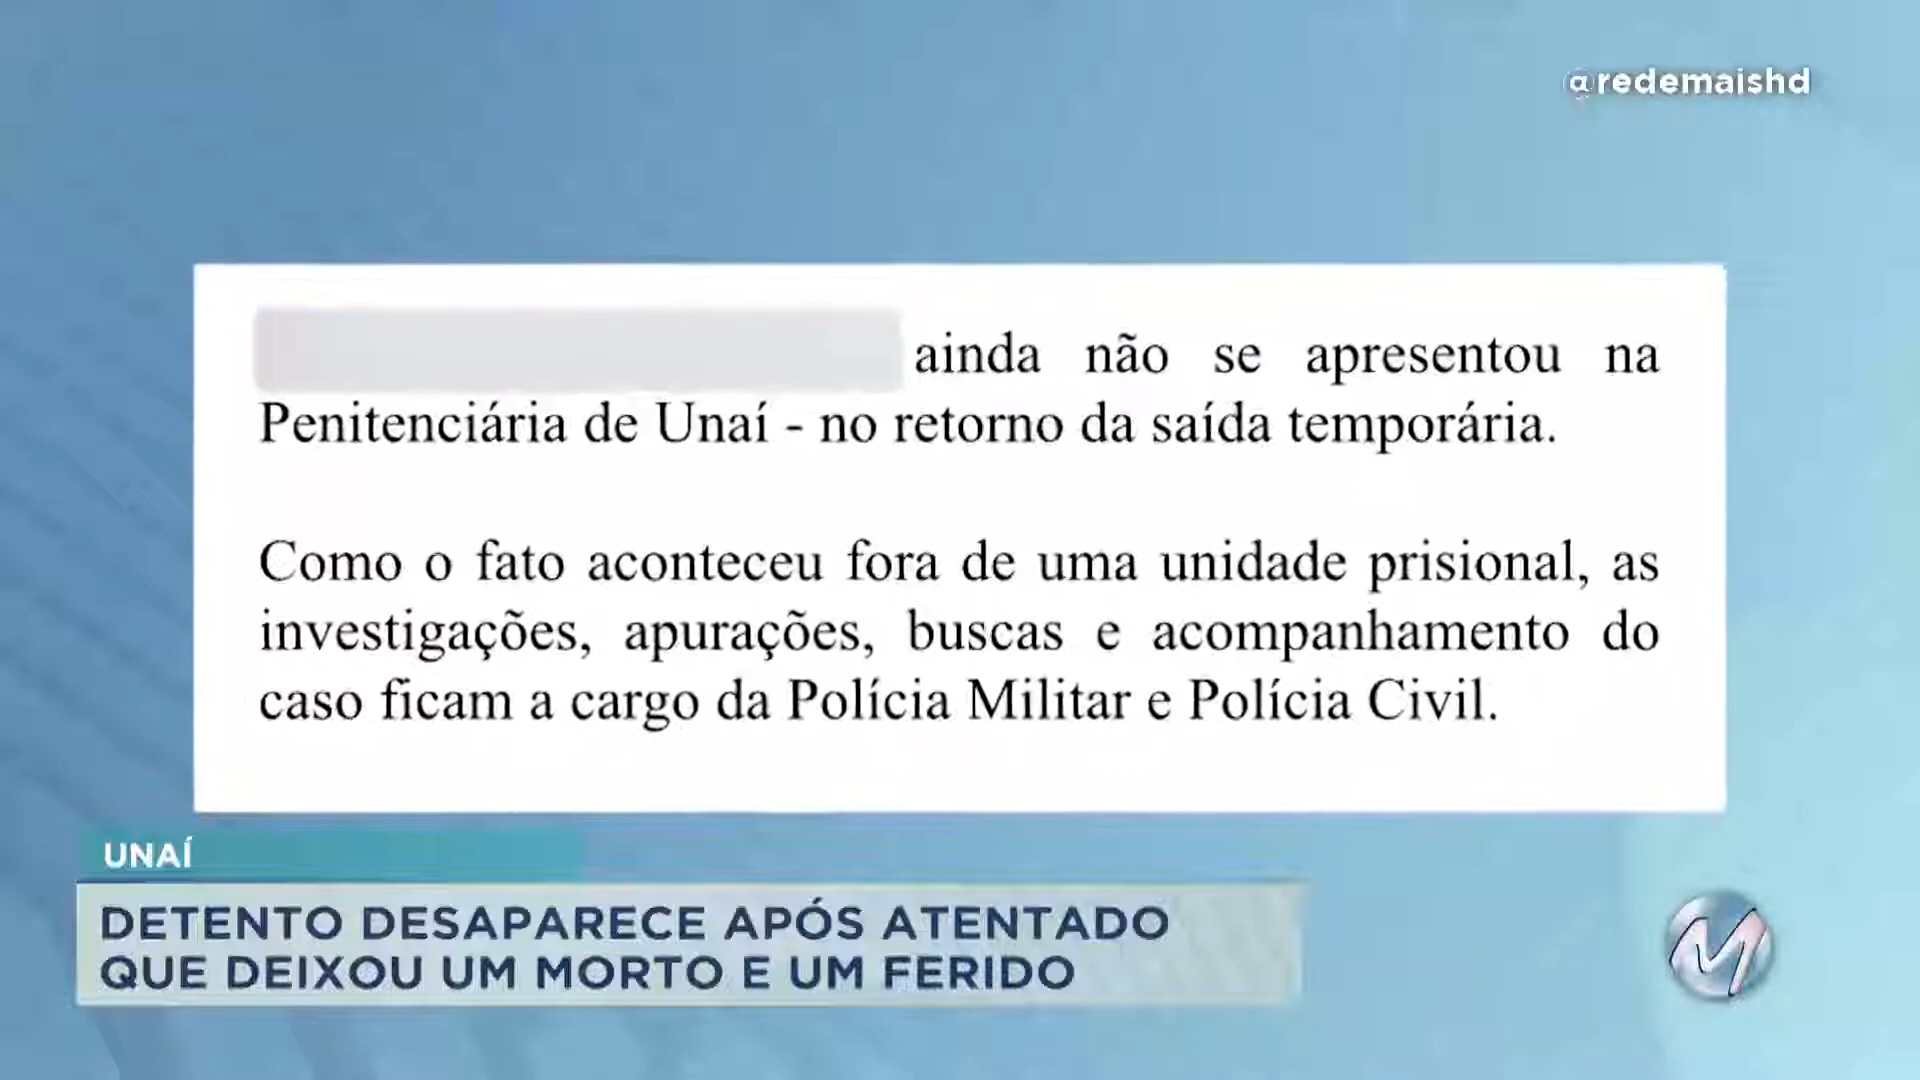 @redemaishd
ainda não se apresentou na
Penitenciária de Unaí - no retorno da saída temporária.
Como o fato aconteceu fora de uma unidade prisional, as
investigações, apurações, buscas e acompanhamento do
caso ficam a cargo da Polícia Militar e Polícia Civil.
UNAÍ
DETENTO DESAPARECE APÓS ATENTADO
QUE DEIXOU UM MORTO E UM FERIDO
M